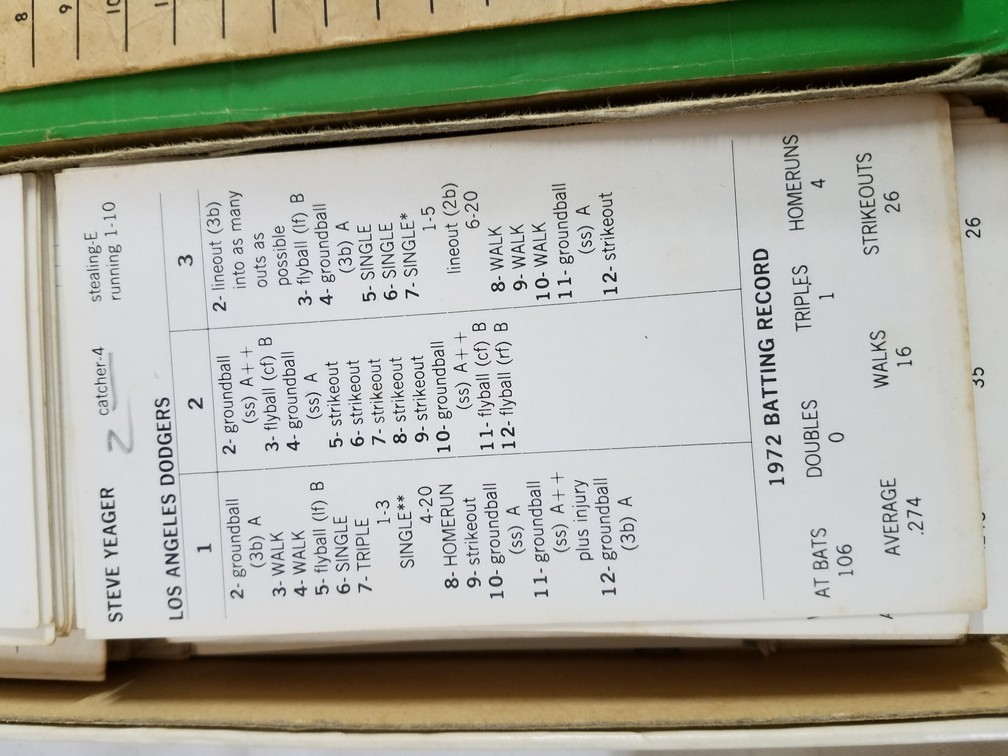 8
9
10
1
STEVE YEAGER 2 catcher-4 stealing-E
running 1-10
LOS ANGELES DODGERS
1
2- groundball
(3b) A
3- WALK
4- WALK
5- flyball (lf) B
6- SINGLE
7- TRIPLE
1-3
SINGLE**
4-20
8- HOMERUN
9- strikeout
10- groundball
(ss) A
11- groundball
(ss) A++
plus injury
12- groundball
(3b) A
2
2- groundball
(ss) A++
3- flyball (cf) B
4- groundball
(ss) A
5- strikeout
6- strikeout
7- strikeout
8- strikeout
9- strikeout
10- groundball
(ss) A++
11- flyball (cf) B
12- flyball (rf) B
3
2- lineout (3b)
into as many
outs as
possible
3- flyball (lf) B
4- groundball
(3b) A
5- SINGLE
6- SINGLE
7- SINGLE*
1-5
lineout (2b)
6-20
8- WALK
9- WALK
10- WALK
11- groundball
(ss) A
12- strikeout
1972 BATTING RECORD
AT BATS DOUBLES TRIPLES HOMERUNS
106 0 1 4
AVERAGE WALKS STRIKEOUTS
.274 16 26
35 26